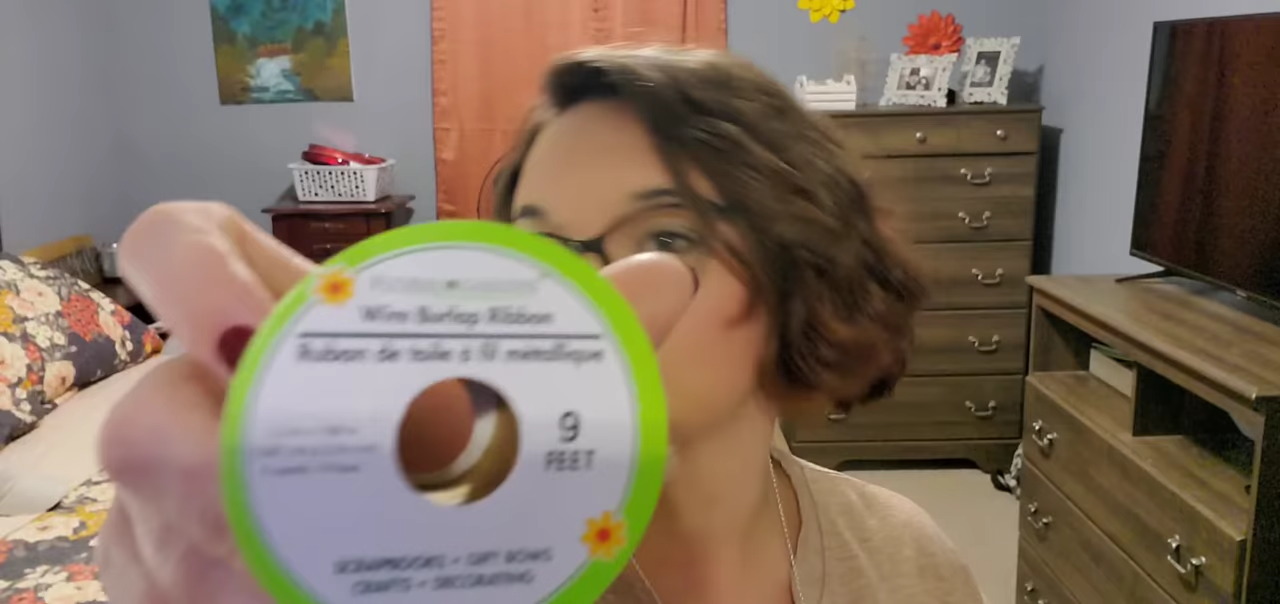 Wire Burlap Ribbon
Ruban de toile à fil métallique
9
FEET
SCRAPBOOKS • GIFT BOWS
CRAFTS • DECORATING